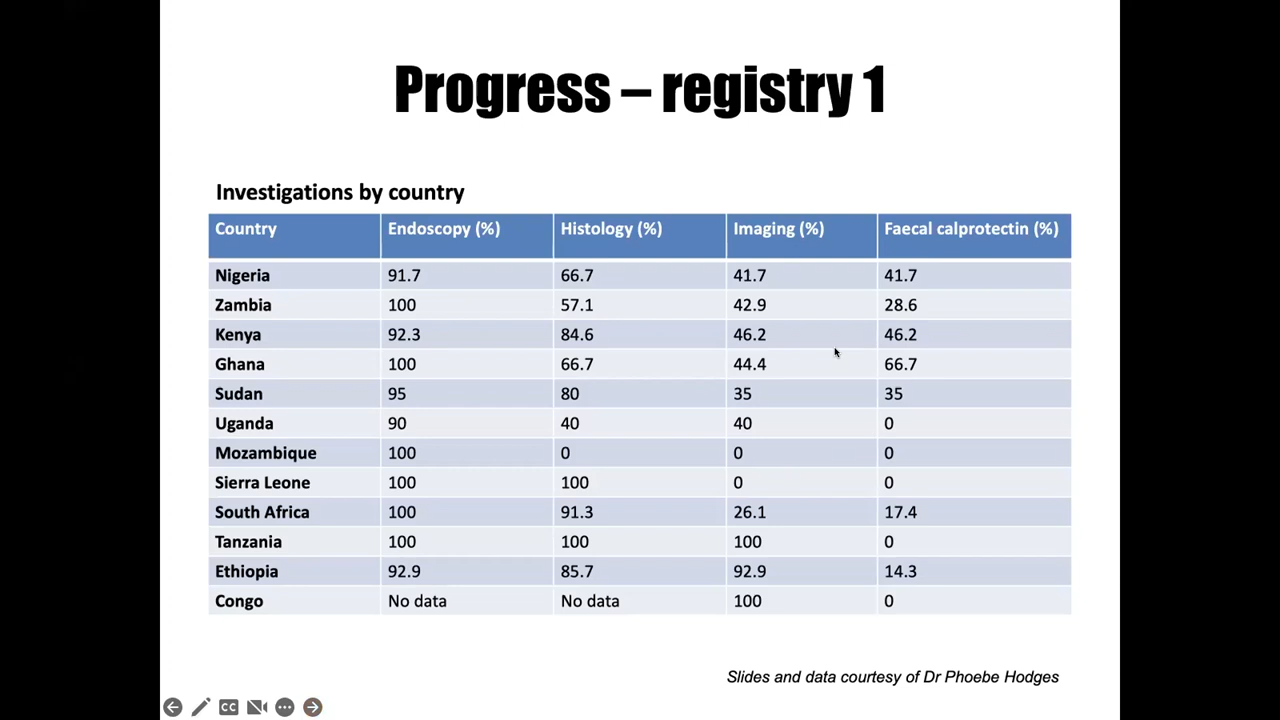 Progress – registry 1
Investigations by country
Country Endoscopy (%) Histology (%) Imaging (%) Faecal calprotectin (%)
Nigeria 91.7 66.7 41.7 41.7
Zambia 100 57.1 42.9 28.6
Kenya 92.3 84.6 46.2 46.2
Ghana 100 66.7 44.4 66.7
Sudan 95 80 35 35
Uganda 90 40 40 0
Mozambique 100 0 0 0
Sierra Leone 100 100 0 0
South Africa 100 91.3 26.1 17.4
Tanzania 100 100 100 0
Ethiopia 92.9 85.7 92.9 14.3
Congo No data No data 100 0
Slides and data courtesy of Dr Phoebe Hodges
CC